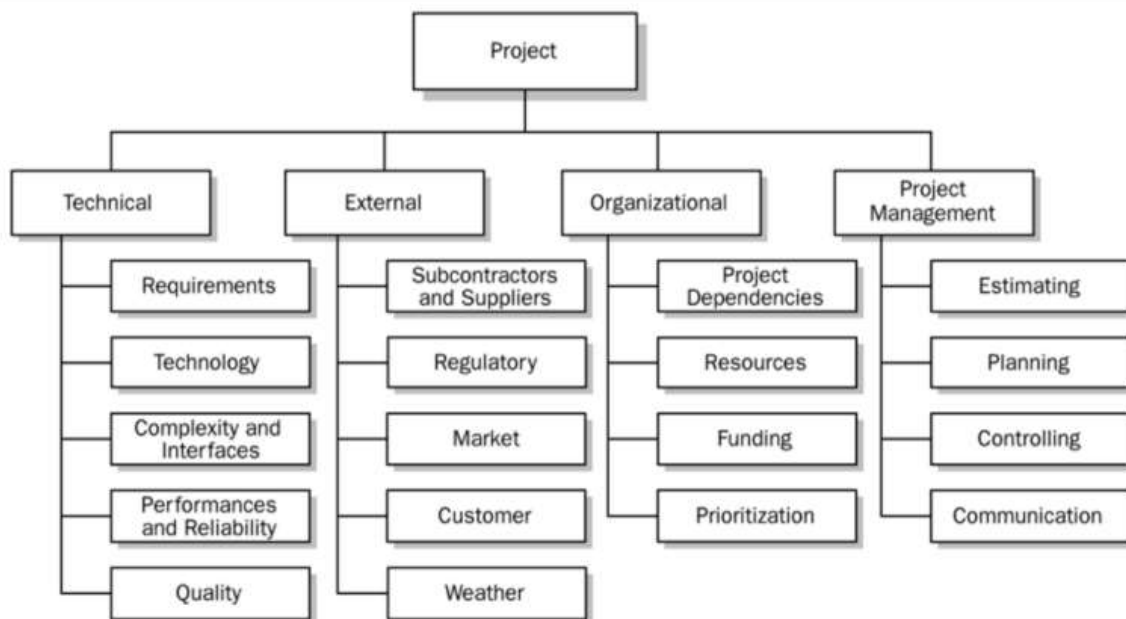 Project
Technical
External
Organizational
Project
Management
Requirements
Technology
Complexity and
Interfaces
Performances
and Reliability
Quality
Subcontractors
and Suppliers
Regulatory
Market
Customer
Weather
Project
Dependencies
Resources
Funding
Prioritization
Estimating
Planning
Controlling
Communication